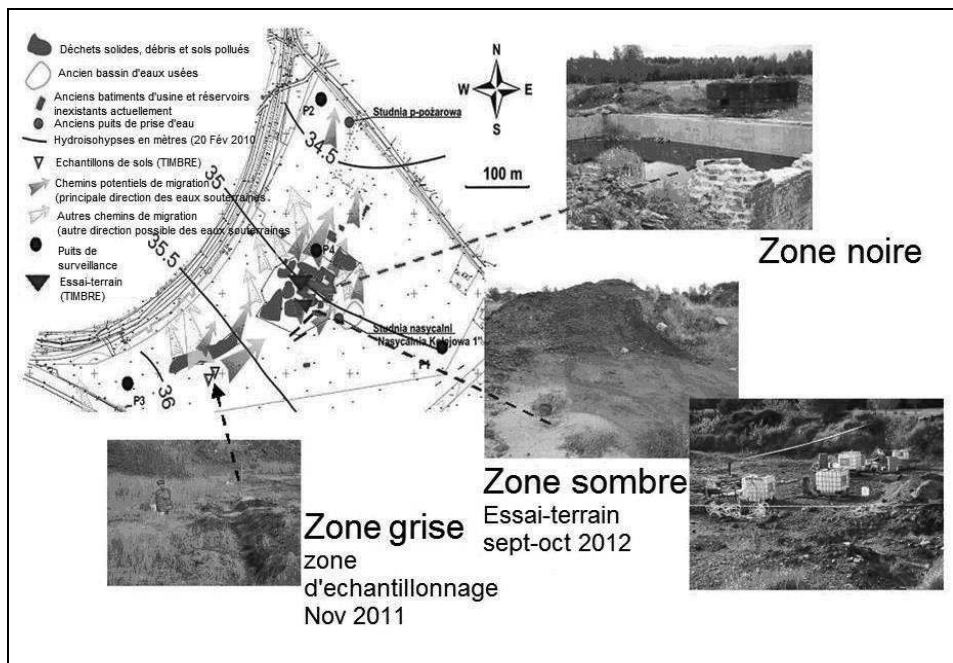 Déchets solides, débris et sols pollués
Ancien bassin d'eaux usées
Anciens batiments d'usine et réservoirs
inexistants actuellement
Anciens puits de prise d'eau
Hydroisohypses en mètres (20 Fév 2010
Echantillons de sols (TIMBRE)
Chemins potentiels de migration
(principale direction des eaux souterraines
Autres chemins de migration
(autre direction possible des eaux souterraines
Puits de
surveillance
Essai-terrain
(TIMBRE)
N
W
E
S
100 m
P2
Studnia p-pożarowa
34.5
35
35.5
36
P4
Studnia nasycalni
"Nasycalnia Kolejowa 1"
P1
P3
Zone noire
Zone sombre
Essai-terrain
sept-oct 2012
Zone grise
zone
d'echantillonnage
Nov 2011